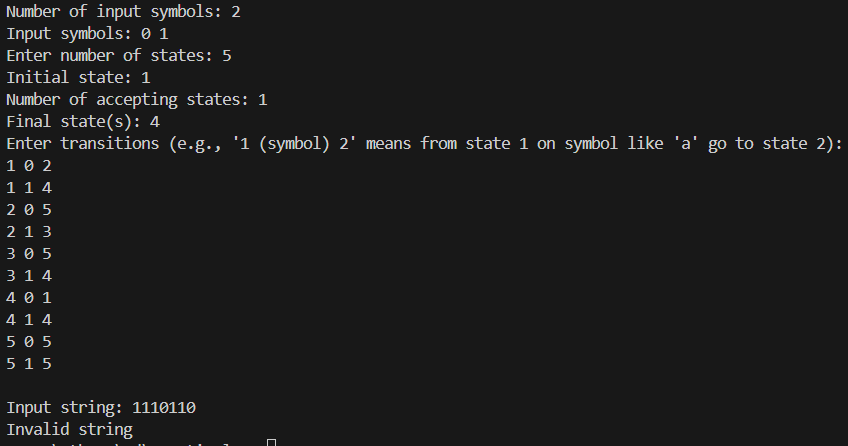 Number of input symbols: 2
Input symbols: 0 1
Enter number of states: 5
Initial state: 1
Number of accepting states: 1
Final state(s): 4
Enter transitions (e.g., '1 (symbol) 2' means from state 1 on symbol like 'a' go to state 2):
1 0 2
1 1 4
2 0 5
2 1 3
3 0 5
3 1 4
4 0 1
4 1 4
5 0 5
5 1 5
Input string: 1110110
Invalid string